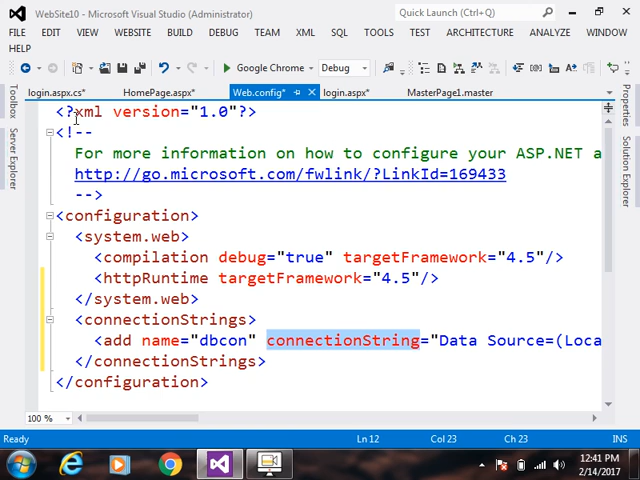 WebSite10 - Microsoft Visual Studio (Administrator)
Quick Launch (Ctrl+Q)
FILE EDIT VIEW WEBSITE BUILD DEBUG TEAM SQL TOOLS TEST ARCHITECTURE ANALYZE WINDOW
HELP
Google Chrome Debug
login.aspx.cs* HomePage.aspx* Web.config* login.aspx* MasterPage1.master
Toolbox
Server Explorer
Properties
Solution Explorer
<?xml version="1.0"?>
<!--
For more information on how to configure your ASP.NET a
http://go.microsoft.com/fwlink/?LinkId=169433
-->
<configuration>
<system.web>
<compilation debug="true" targetFramework="4.5"/>
<httpRuntime targetFramework="4.5"/>
</system.web>
<connectionStrings>
<add name="dbcon" connectionString="Data Source=(Loca
</connectionStrings>
</configuration>
100 %
Ready Ln 12 Col 23 Ch 23 INS
12:41 PM
2/14/2017